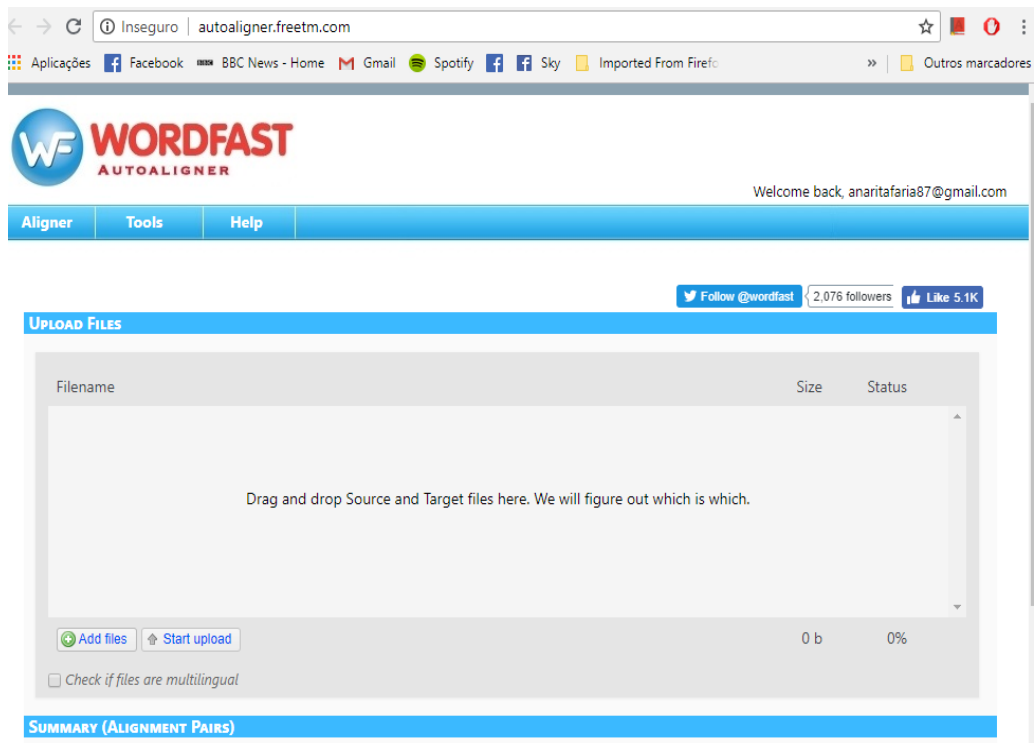 Inseguro | autoaligner.freetm.com
Aplicações Facebook BBC News - Home Gmail Spotify Sky Imported From Firefo » Outros marcadores
WF WORDFAST
AUTOALIGNER
Welcome back, anaritafaria87@gmail.com
Aligner Tools Help
Follow @wordfast 2,076 followers Like 5.1K
UPLOAD FILES
Filename Size Status
Drag and drop Source and Target files here. We will figure out which is which.
Add files Start upload 0 b 0%
Check if files are multilingual
SUMMARY (ALIGNMENT PAIRS)